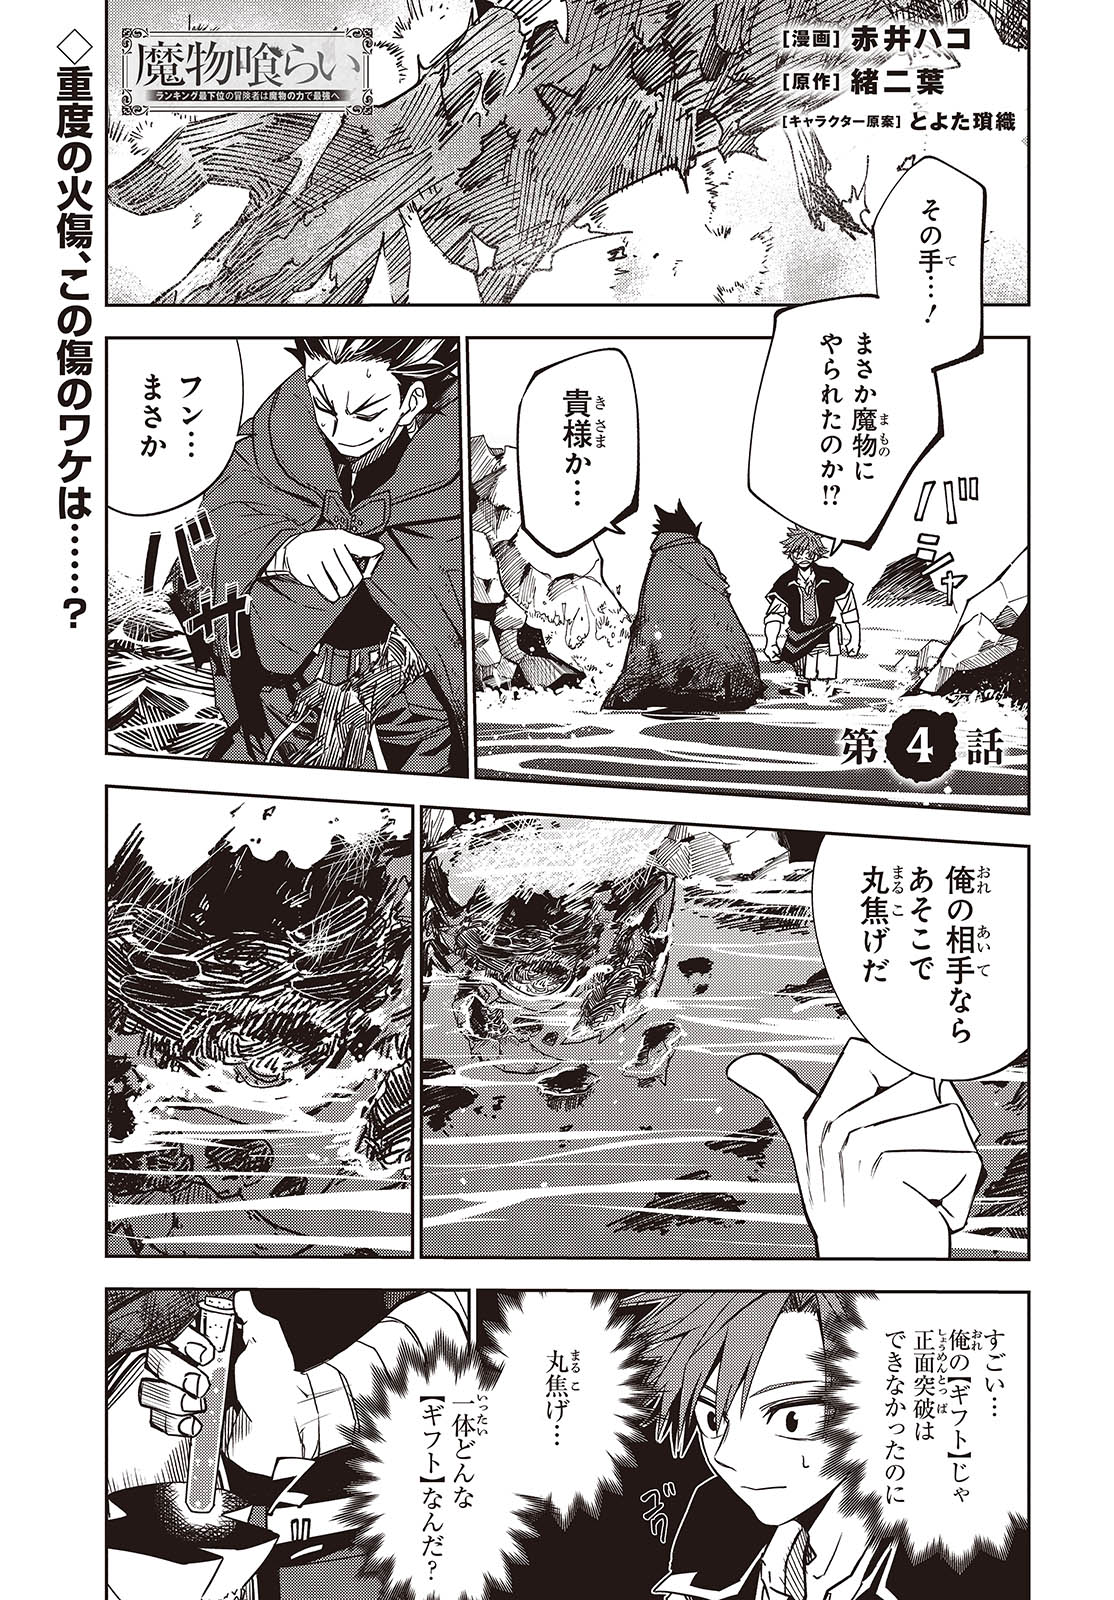 ◇重度の火傷、この傷のワケは……？
魔物喰らい
ランキング最下位の冒険者は魔物の力で最強へ
［漫画］赤井ハコ
［原作］緒二葉
［キャラクター原案］とよた瑣織
その手…！
まさか魔物に
やられたのか!?
バシャ
貴様か…
第4話
フン…
まさか
バサ
俺の相手なら
あそこで
丸焦げだ
すごい…
俺の【ギフト】じゃ
正面突破は
できなかったのに
ゴク
丸焦げ…
一体どんな
【ギフト】なんだ？